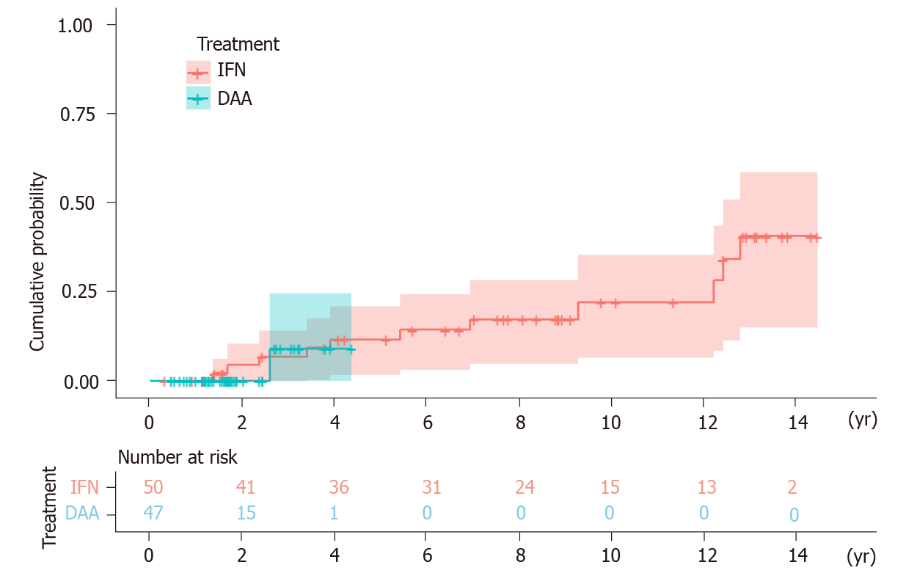 1.00
Treatment
IFN
DAA
0.75
0.50
0.25
0.00
Cumulative probability
0 2 4 6 8 10 12 14 (yr)
Number at risk
Treatment
IFN 50 41 36 31 24 15 13 2
DAA 47 15 1 0 0 0 0 0
0 2 4 6 8 10 12 14 (yr)